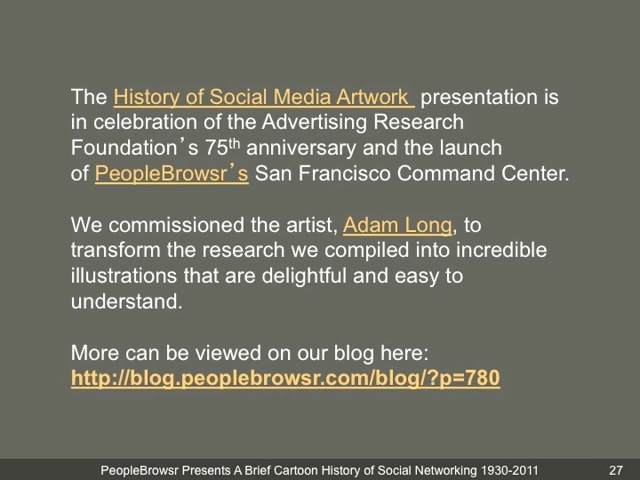 The History of Social Media Artwork presentation is
in celebration of the Advertising Research
Foundation’s 75th anniversary and the launch
of PeopleBrowsr’s San Francisco Command Center.
We commissioned the artist, Adam Long, to
transform the research we compiled into incredible
illustrations that are delightful and easy to
understand.
More can be viewed on our blog here:
http://blog.peoplebrowsr.com/blog/?p=780
PeopleBrowsr Presents A Brief Cartoon History of Social Networking 1930-2011 27